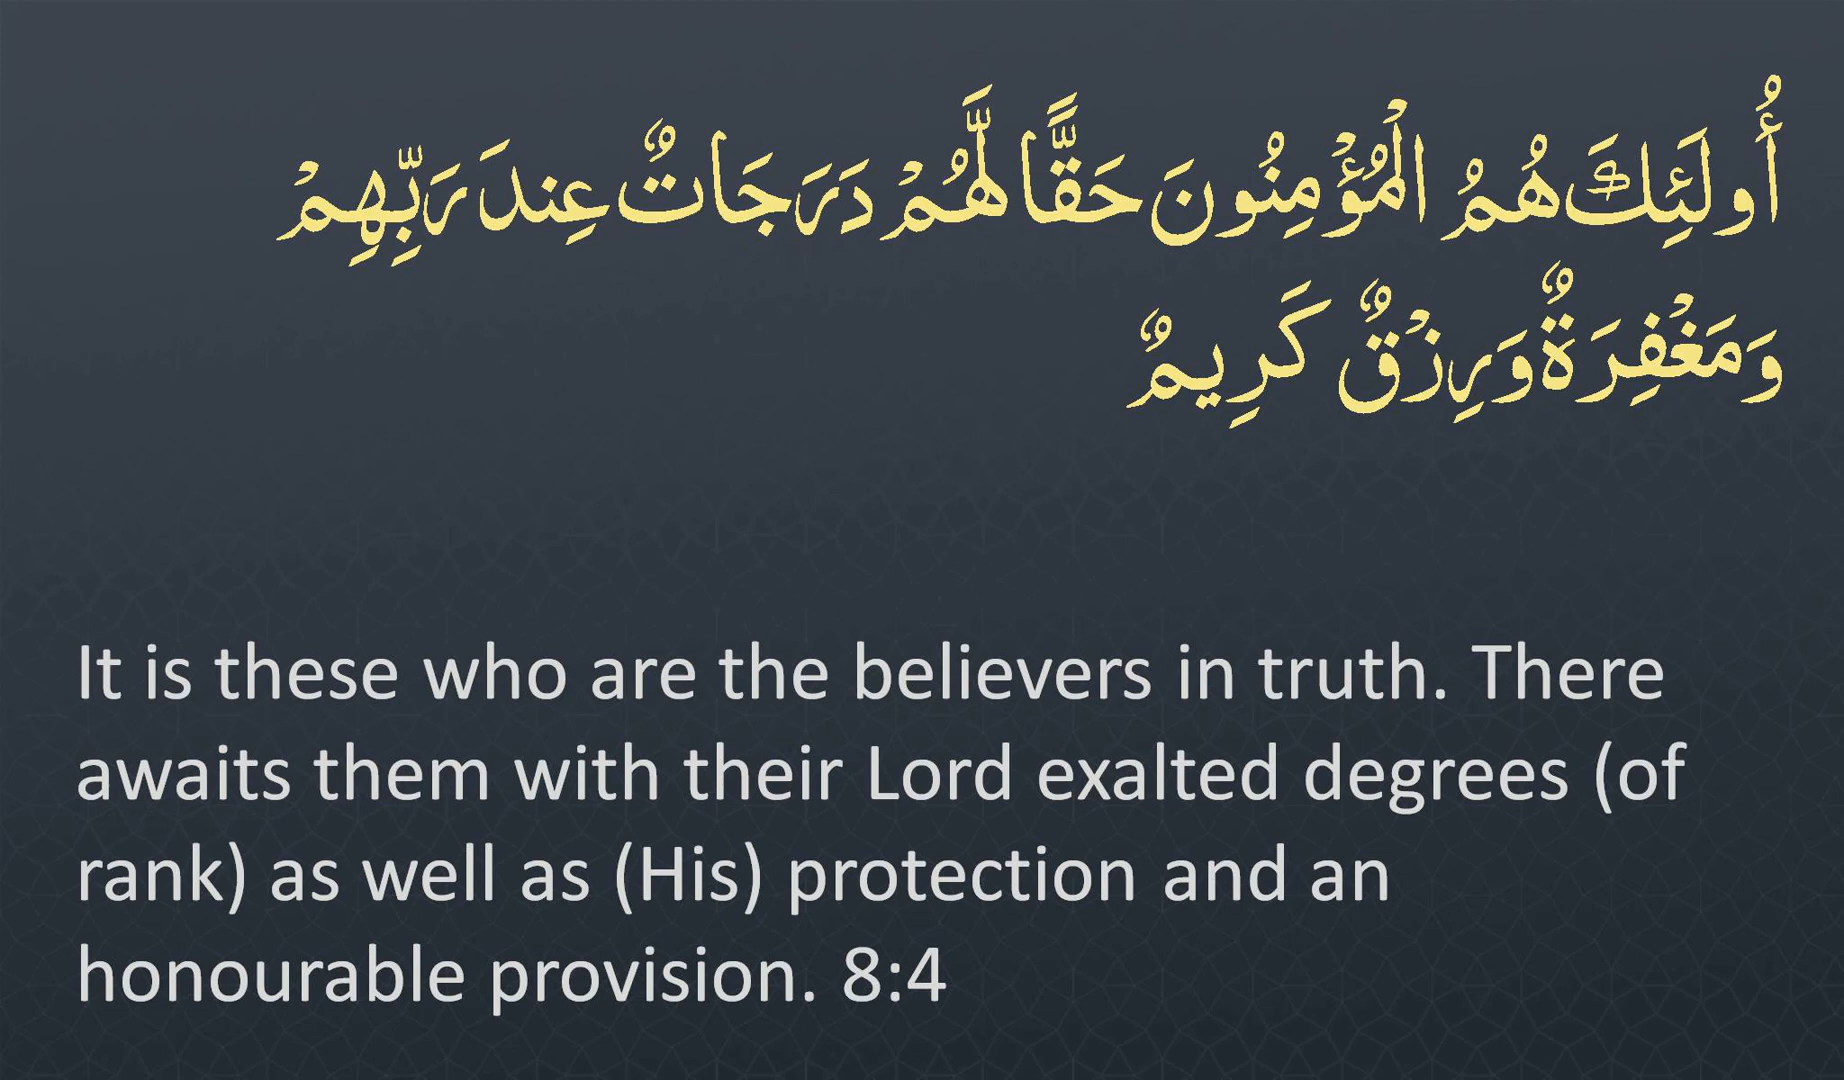 أُولَئِكَ هُمُ الْمُؤْمِنُونَ حَقًّا لَّهُمْ دَرَجَاتٌ عِندَ رَبِّهِمْ
وَمَغْفِرَةٌ وَرِزْقٌ كَرِيمٌ
It is these who are the believers in truth. There
awaits them with their Lord exalted degrees (of
rank) as well as (His) protection and an
honourable provision. 8:4